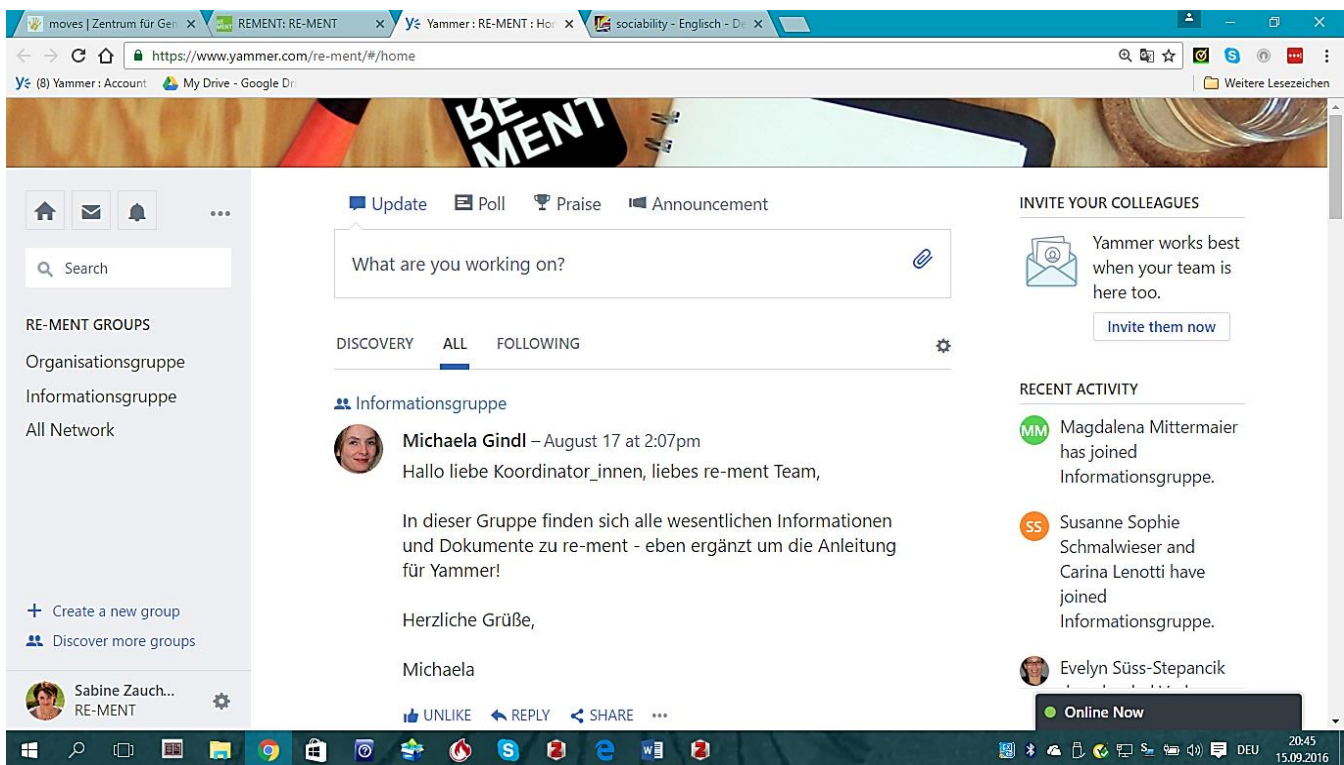 moves | Zentrum für Gen
REMENT: RE-MENT
Yammer : RE-MENT : Hom
sociability - Englisch - De
https://www.yammer.com/re-ment/#/home
(8) Yammer : Account
My Drive - Google Dri
Weitere Lesezeichen
RE-MENT
Update
Poll
Praise
Announcement
What are you working on?
Search
RE-MENT GROUPS
Organisationsgruppe
Informationsgruppe
All Network
+ Create a new group
Discover more groups
Sabine Zauch...
RE-MENT
DISCOVERY
ALL
FOLLOWING
Informationsgruppe
Michaela Gindl – August 17 at 2:07pm
Hallo liebe Koordinator_innen, liebes re-ment Team,
In dieser Gruppe finden sich alle wesentlichen Informationen
und Dokumente zu re-ment - eben ergänzt um die Anleitung
für Yammer!
Herzliche Grüße,
Michaela
UNLIKE
REPLY
SHARE
INVITE YOUR COLLEAGUES
Yammer works best
when your team is
here too.
Invite them now
RECENT ACTIVITY
MM
Magdalena Mittermaier
has joined
Informationsgruppe.
SS
Susanne Sophie
Schmalwieser and
Carina Lenotti have
joined
Informationsgruppe.
Evelyn Süss-Stepancik
Online Now
DEU
20:45
15.09.2016